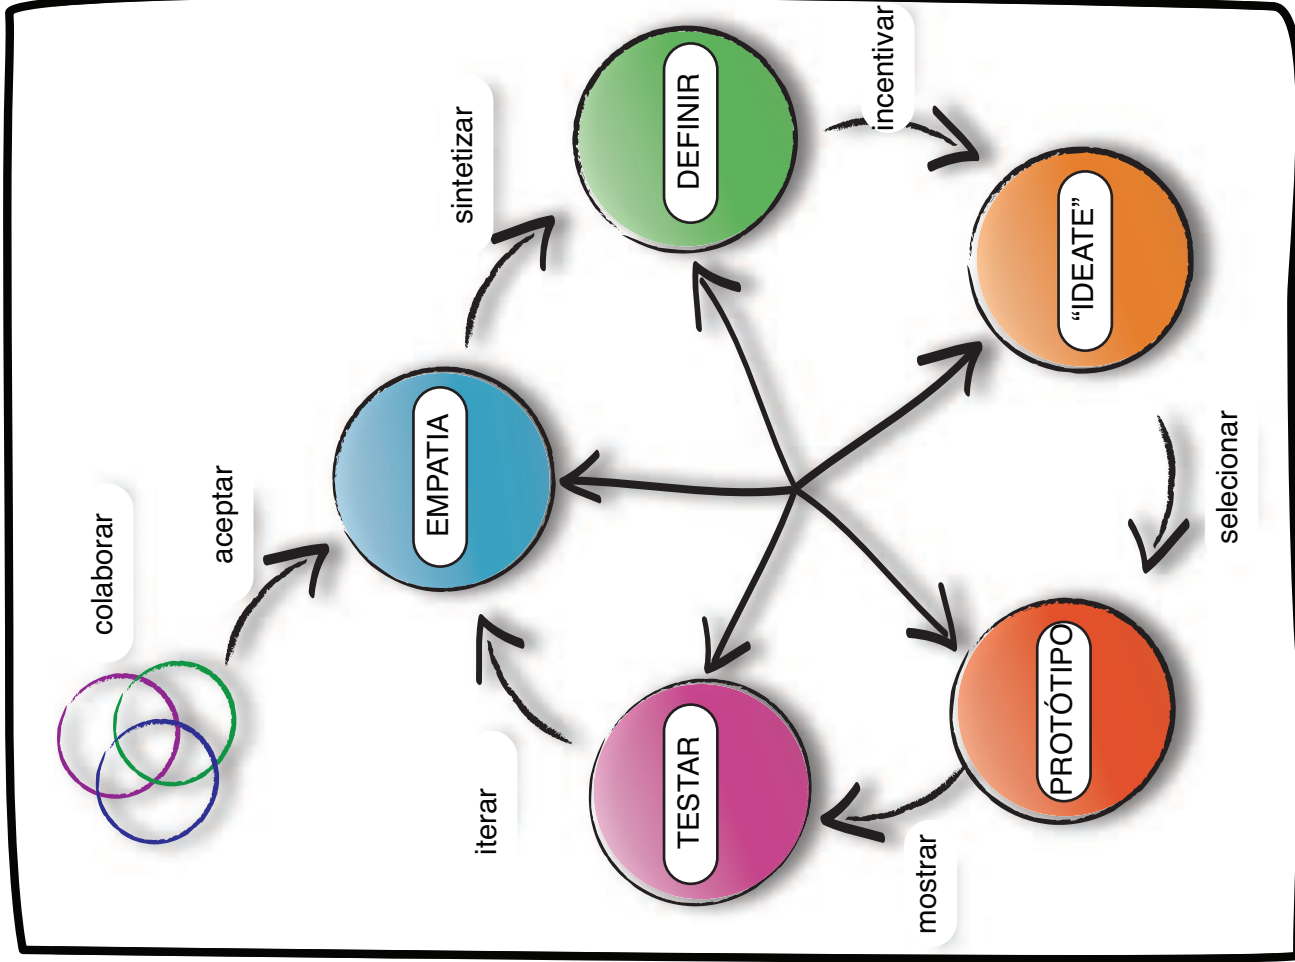 colaborar
aceptar
EMPATIA
sintetizar
DEFINIR
incentivar
“IDEATE”
selecionar
PROTÓTIPO
mostrar
TESTAR
iterar